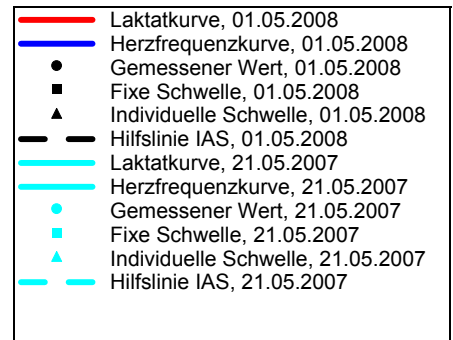 Laktatkurve, 01.05.2008
Herzfrequenzkurve, 01.05.2008
Gemessener Wert, 01.05.2008
Fixe Schwelle, 01.05.2008
Individuelle Schwelle, 01.05.2008
Hilfslinie IAS, 01.05.2008
Laktatkurve, 21.05.2007
Herzfrequenzkurve, 21.05.2007
Gemessener Wert, 21.05.2007
Fixe Schwelle, 21.05.2007
Individuelle Schwelle, 21.05.2007
Hilfslinie IAS, 21.05.2007